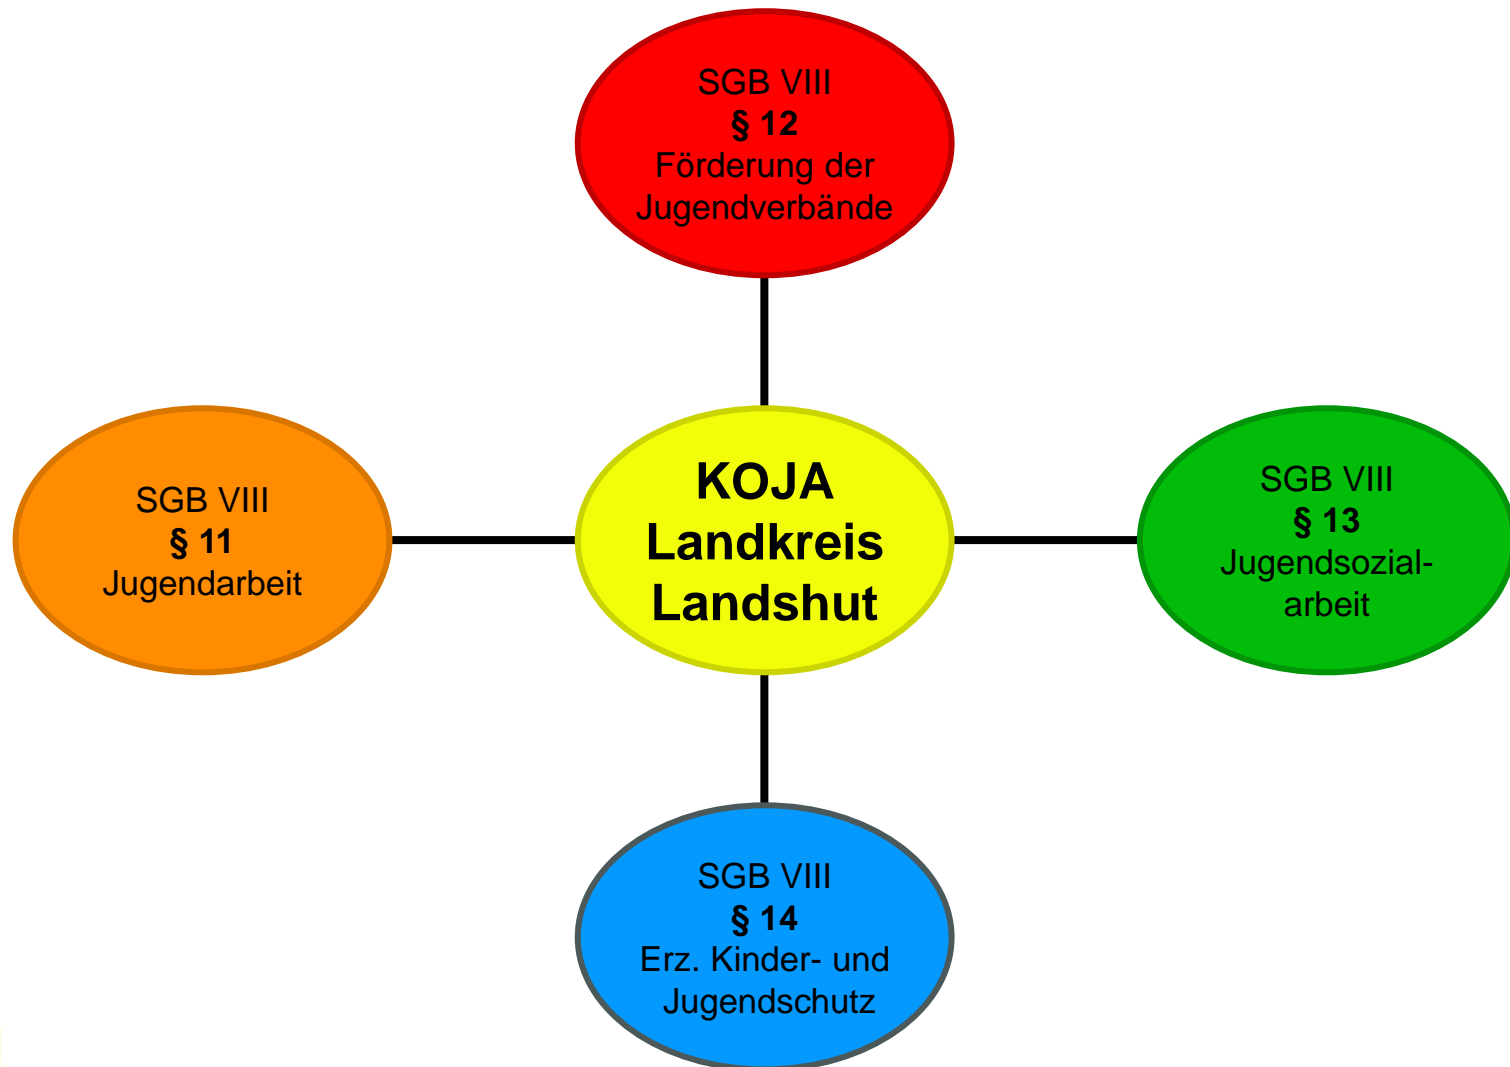 SGB VIII
§ 12
Förderung der
Jugendverbände
SGB VIII
§ 11
Jugendarbeit
KOJA
Landkreis
Landshut
SGB VIII
§ 13
Jugendsozial-
arbeit
SGB VIII
§ 14
Erz. Kinder- und
Jugendschutz